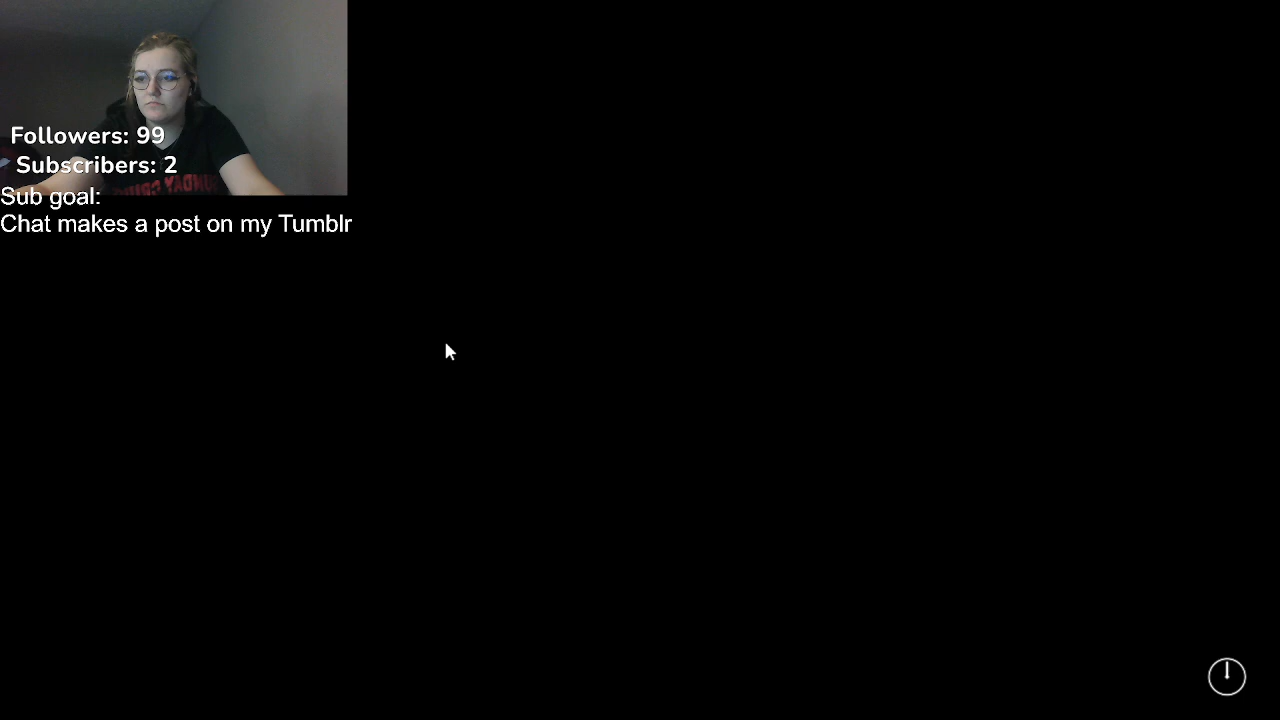 Followers: 99
Subscribers: 2
Sub goal:
Chat makes a post on my Tumblr